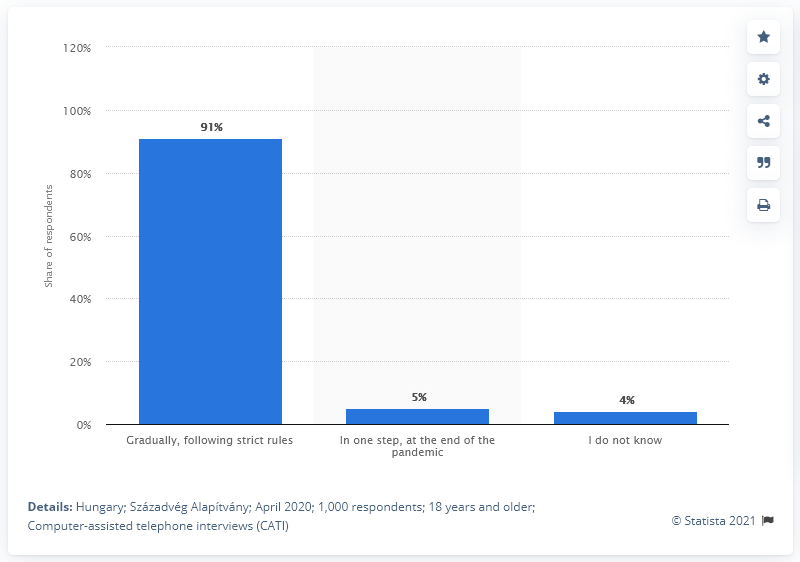 120%
100%
91%
80%
60%
40%
20%
0%
Share of respondents
5%
4%
Gradually, following strict rules
In one step, at the end of the
pandemic
I do not know
Details: Hungary; Századvég Alapítvány; April 2020; 1,000 respondents; 18 years and older;
Computer-assisted telephone interviews (CATI)
© Statista 2021